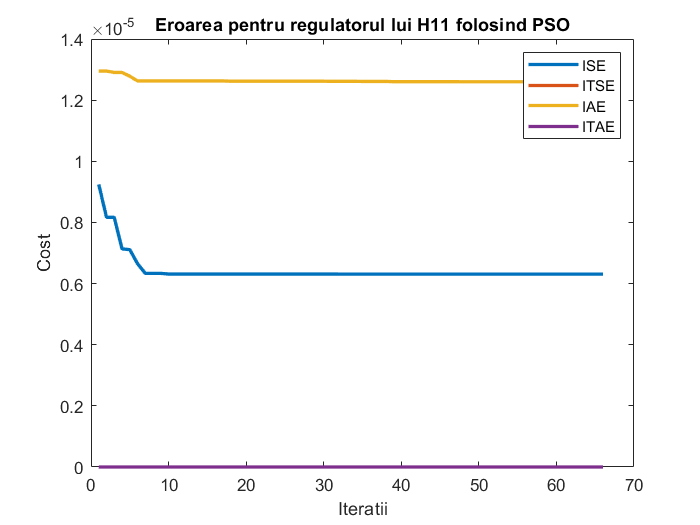 Eroarea pentru regulatorul lui H11 folosind PSO
×10⁻⁵
1.4
1.2
1
0.8
0.6
0.4
0.2
0
Cost
ISE
ITSE
IAE
ITAE
0 10 20 30 40 50 60 70
Iteratii